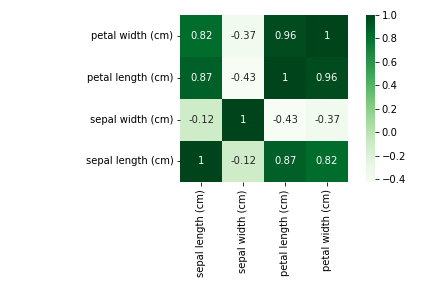 petal width (cm) 0.82 -0.37 0.96 1
petal length (cm) 0.87 -0.43 1 0.96
sepal width (cm) -0.12 1 -0.43 -0.37
sepal length (cm) 1 -0.12 0.87 0.82
sepal length (cm)
sepal width (cm)
petal length (cm)
petal width (cm)
1.0
0.8
0.6
0.4
0.2
0.0
−0.2
−0.4